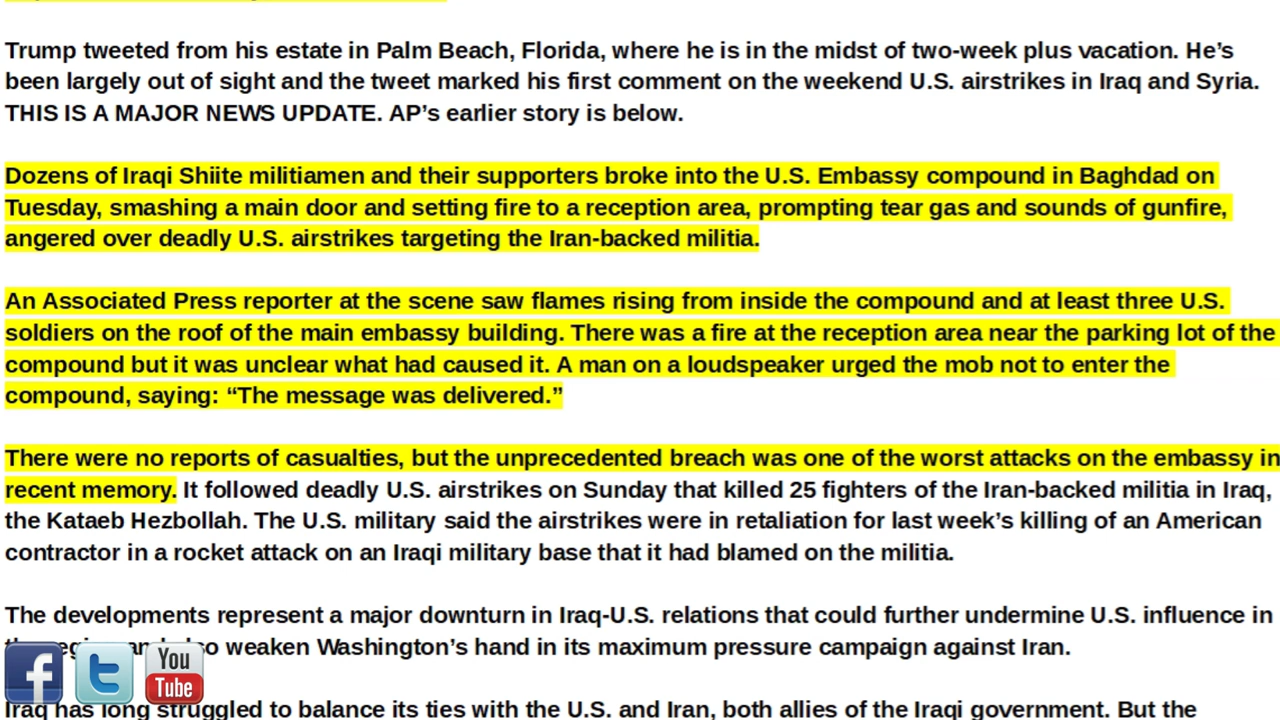 Trump tweeted from his estate in Palm Beach, Florida, where he is in the midst of two-week plus vacation. He’s
been largely out of sight and the tweet marked his first comment on the weekend U.S. airstrikes in Iraq and Syria.
THIS IS A MAJOR NEWS UPDATE. AP’s earlier story is below.
Dozens of Iraqi Shiite militiamen and their supporters broke into the U.S. Embassy compound in Baghdad on
Tuesday, smashing a main door and setting fire to a reception area, prompting tear gas and sounds of gunfire,
angered over deadly U.S. airstrikes targeting the Iran-backed militia.
An Associated Press reporter at the scene saw flames rising from inside the compound and at least three U.S.
soldiers on the roof of the main embassy building. There was a fire at the reception area near the parking lot of the
compound but it was unclear what had caused it. A man on a loudspeaker urged the mob not to enter the
compound, saying: “The message was delivered.”
There were no reports of casualties, but the unprecedented breach was one of the worst attacks on the embassy in
recent memory. It followed deadly U.S. airstrikes on Sunday that killed 25 fighters of the Iran-backed militia in Iraq,
the Kataeb Hezbollah. The U.S. military said the airstrikes were in retaliation for last week’s killing of an American
contractor in a rocket attack on an Iraqi military base that it had blamed on the militia.
The developments represent a major downturn in Iraq-U.S. relations that could further undermine U.S. influence in
weaken Washington’s hand in its maximum pressure campaign against Iran.
Iraq has long struggled to balance its ties with the U.S. and Iran, both allies of the Iraqi government. But the
f
t
You
Tube